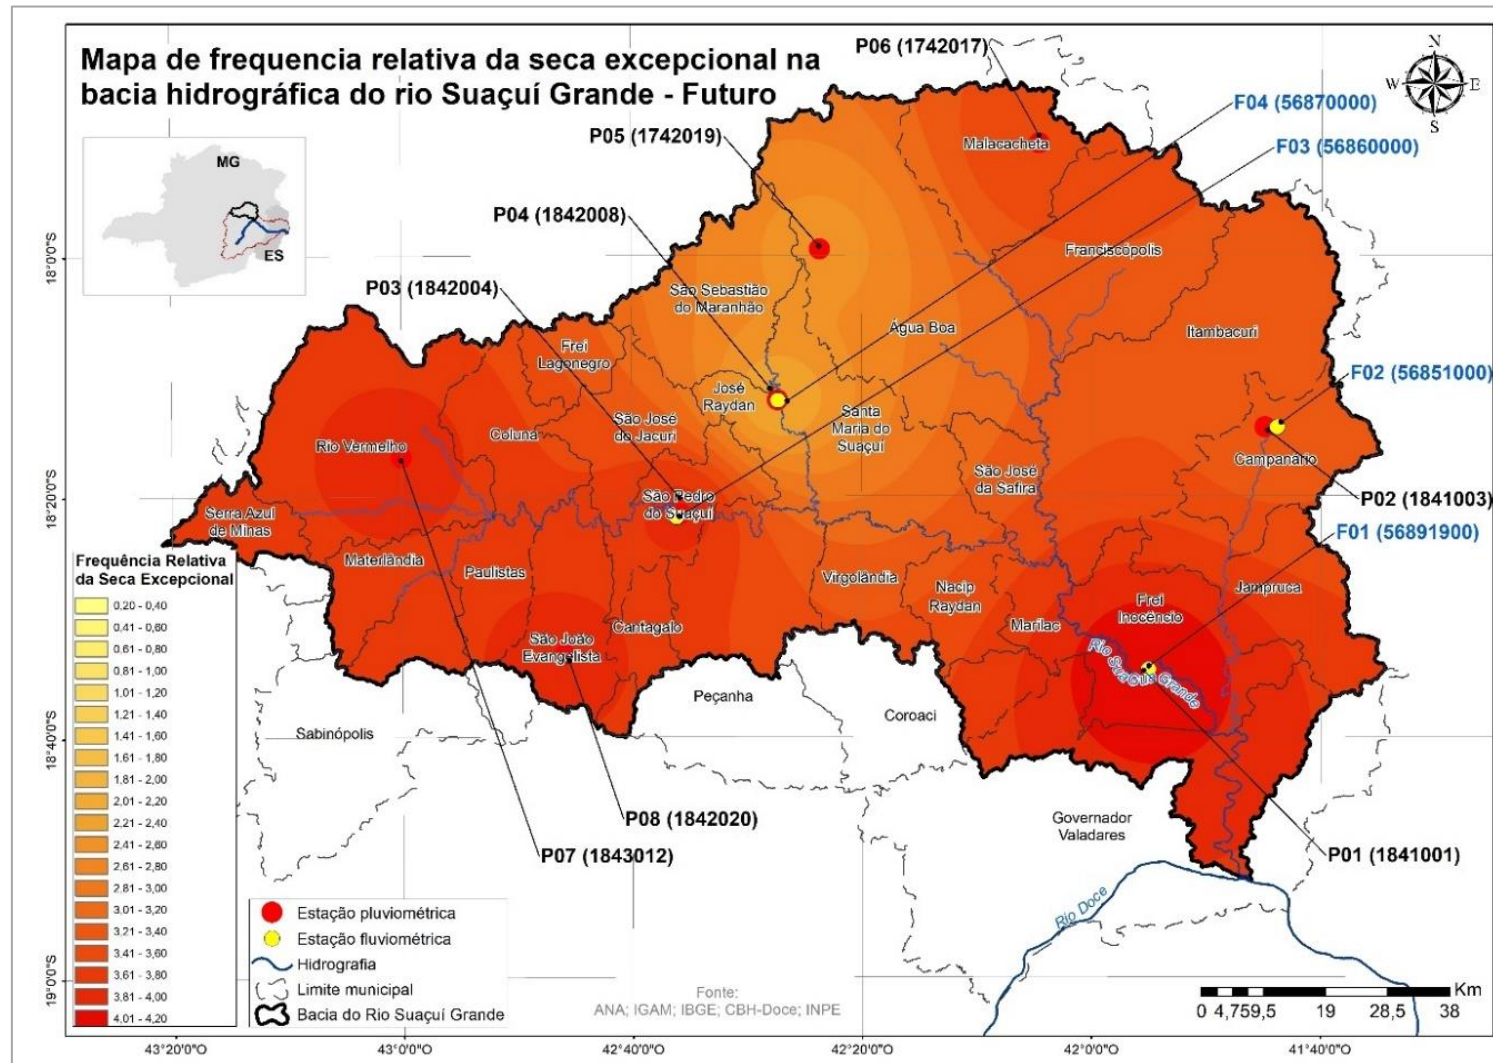 Mapa de frequencia relativa da seca excepcional na
bacia hidrográfica do rio Suaçuí Grande - Futuro
P06 (1742017)
N
W
E
S
F04 (56870000)
P05 (1742019)
F03 (56860000)
Malacacheta
MG
ES
P04 (1842008)
18°0'0"S
Franciscópolis
P03 (1842004)
São Sebastião
do Maranhão
Água Boa
Itambacuri
Frei
Lagonegro
F02 (56851000)
José
Raydan
Santa
Maria do
Suaçuí
São José
do Jacuri
Coluna
Rio Vermelho
Campanário
São José
da Safira
18°20'0"S
São Pedro
do Suaçuí
P02 (1841003)
Serra Azul
de Minas
F01 (56891900)
Materlândia
Paulistas
Virgolândia
Nacip
Raydan
Jampruca
Frei
Inocêncio
Marilac
Cantagalo
São João
Evangelista
Rio Suaçuí Grande
Peçanha
Coroaci
Sabinópolis
18°40'0"S
Governador
Valadares
P08 (1842020)
P07 (1843012)
P01 (1841001)
Rio Doce
19°0'0"S
Frequência Relativa
da Seca Excepcional
0,20 - 0,40
0,41 - 0,60
0,61 - 0,80
0,81 - 1,00
1,01 - 1,20
1,21 - 1,40
1,41 - 1,60
1,61 - 1,80
1,81 - 2,00
2,01 - 2,20
2,21 - 2,40
2,41 - 2,60
2,61 - 2,80
2,81 - 3,00
3,01 - 3,20
3,21 - 3,40
3,41 - 3,60
3,61 - 3,80
3,81 - 4,00
4,01 - 4,20
Estação pluviométrica
Estação fluviométrica
Hidrografia
Limite municipal
Bacia do Rio Suaçuí Grande
Fonte:
ANA; IGAM; IBGE; CBH-Doce; INPE
Km
0 4,759,5 19 28,5 38
43°20'0"O 43°0'0"O 42°40'0"O 42°20'0"O 42°0'0"O 41°40'0"O